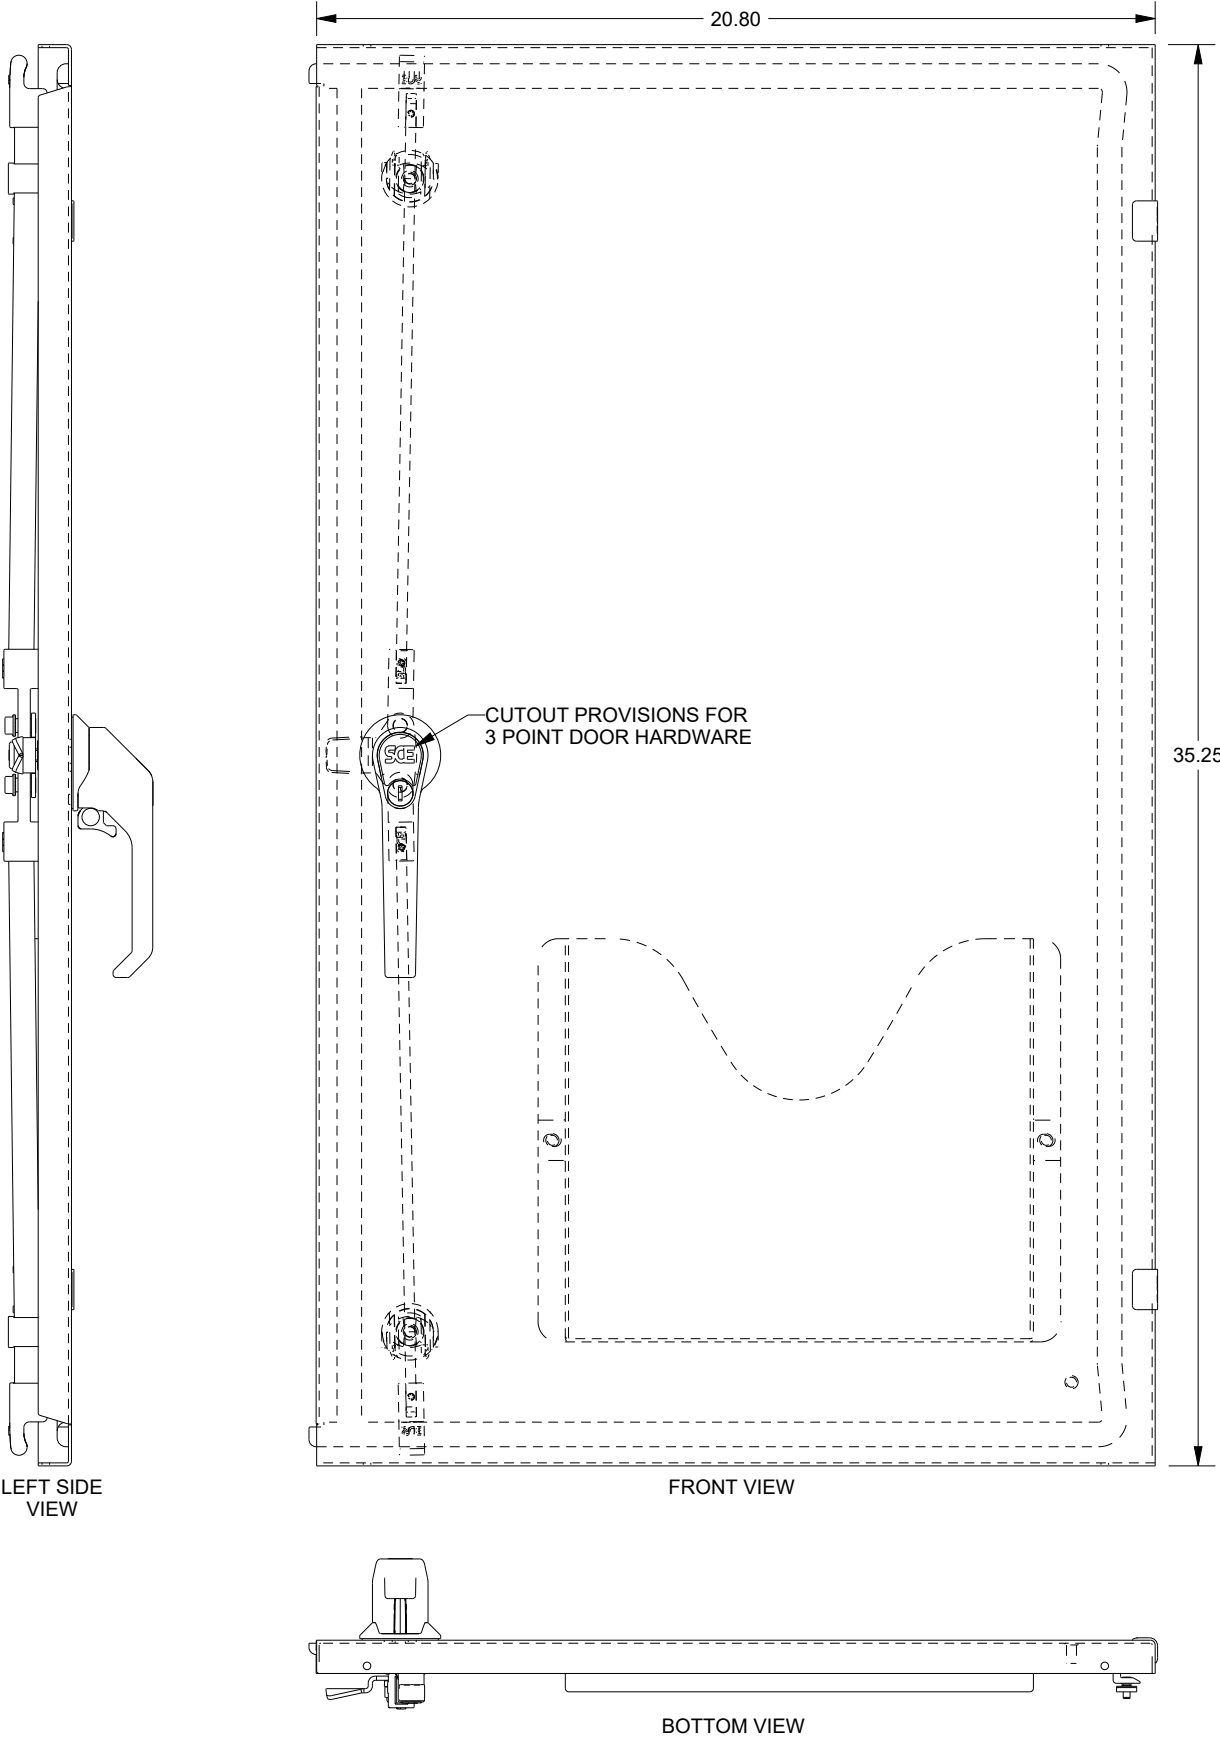 20.80
CUTOUT PROVISIONS FOR
3 POINT DOOR HARDWARE
SCE
35.25
LEFT SIDE
VIEW
FRONT VIEW
BOTTOM VIEW